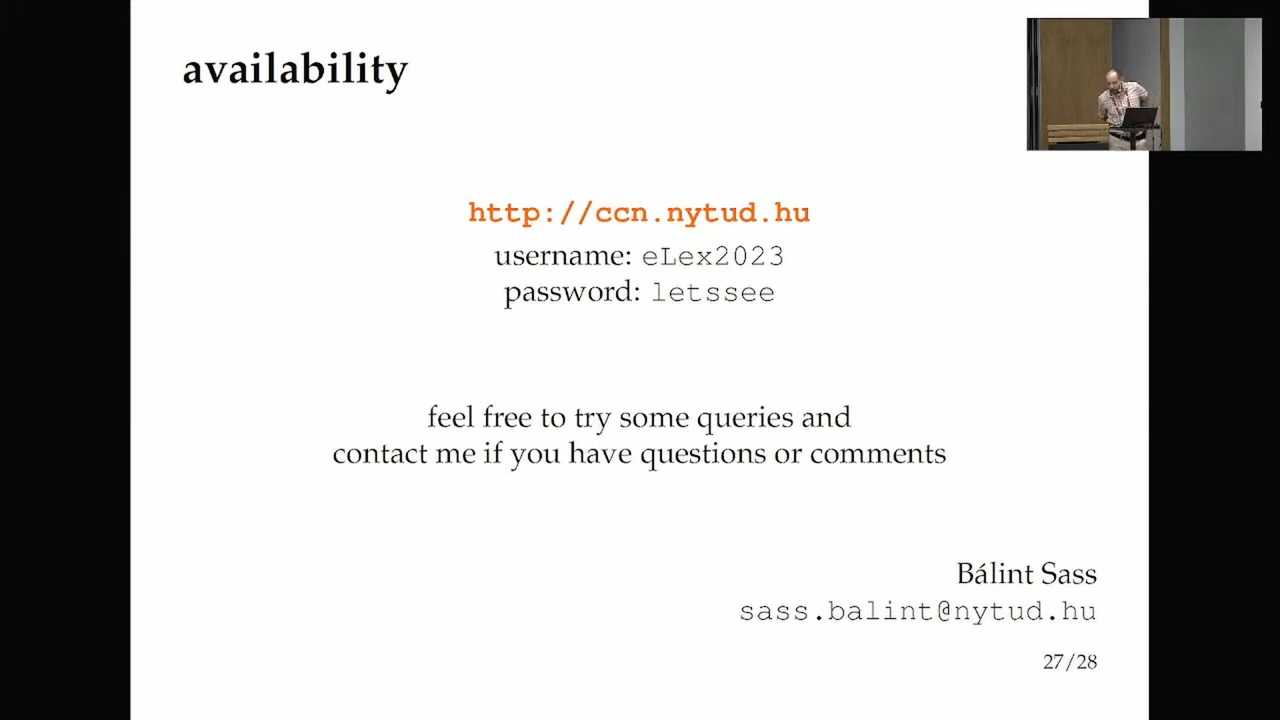 availability
http://ccn.nytud.hu
username: eLex2023
password: letssee
feel free to try some queries and
contact me if you have questions or comments
Bálint Sass
sass.balint@nytud.hu
27/28